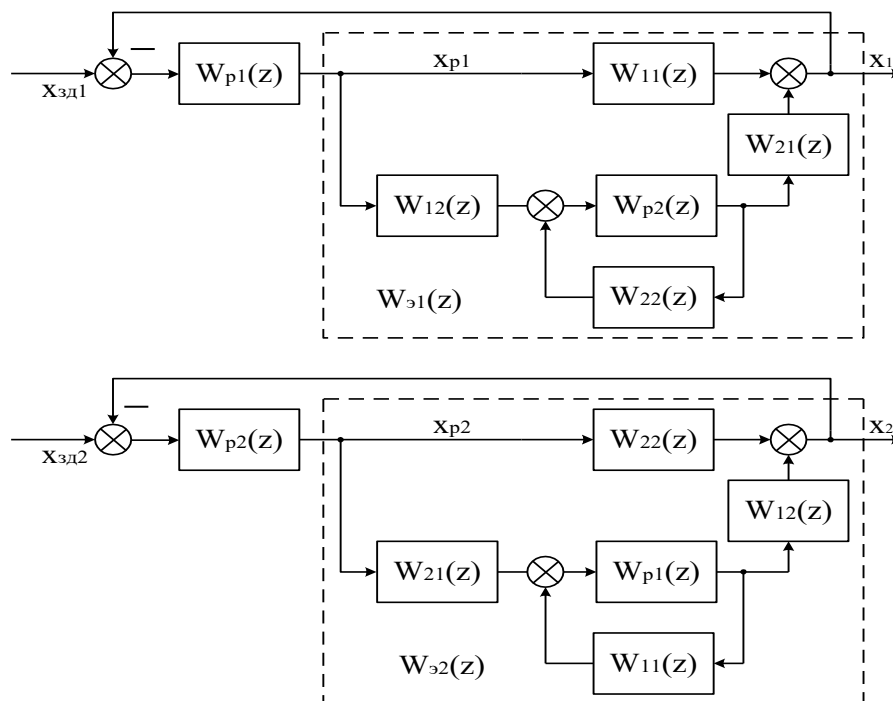 —
xзд1
Wp1(z)
xp1
W11(z)
x1
W21(z)
W12(z)
Wp2(z)
Wэ1(z)
W22(z)
—
xзд2
Wp2(z)
xp2
W22(z)
x2
W12(z)
W21(z)
Wp1(z)
Wэ2(z)
W11(z)